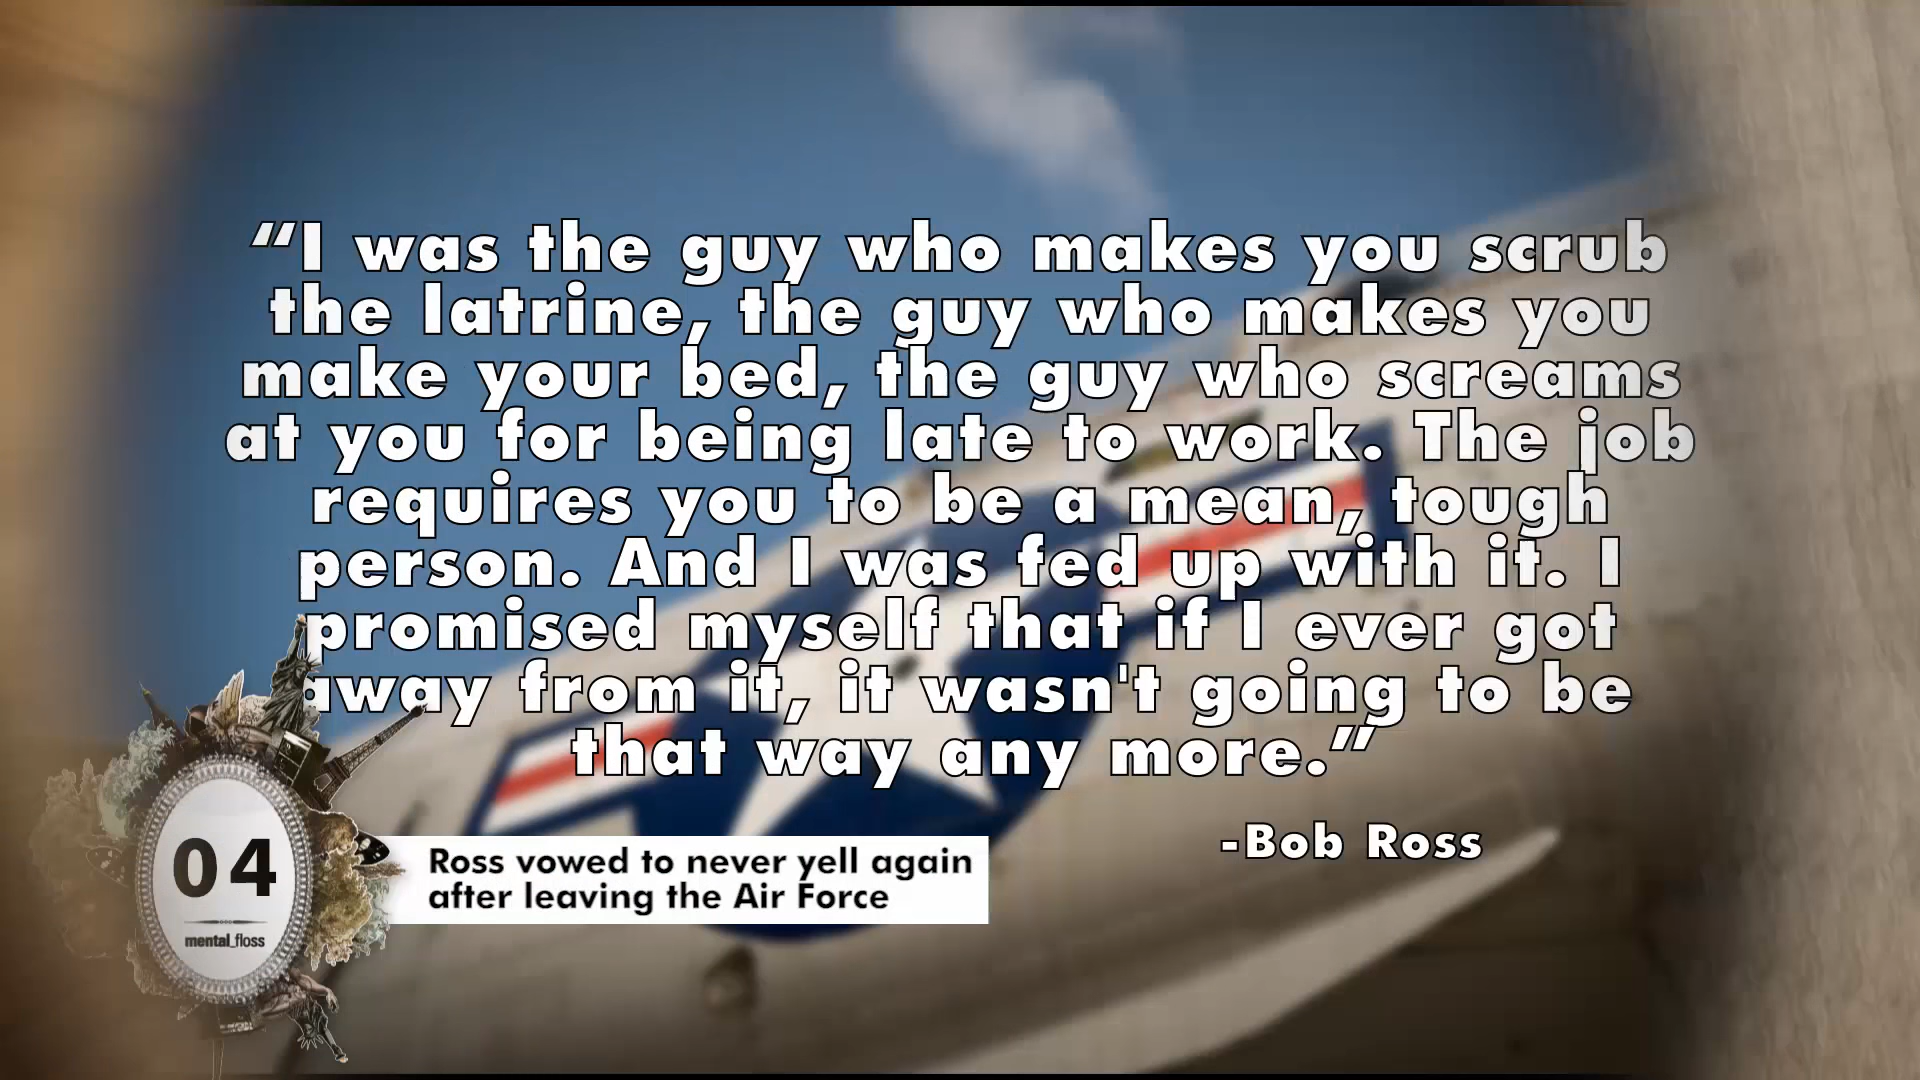 “I was the guy who makes you scrub
the latrine, the guy who makes you
make your bed, the guy who screams
at you for being late to work. The job
requires you to be a mean, tough
person. And I was fed up with it. I
promised myself that if I ever got
away from it, it wasn't going to be
that way any more.”
-Bob Ross
04
mental_floss
Ross vowed to never yell again
after leaving the Air Force